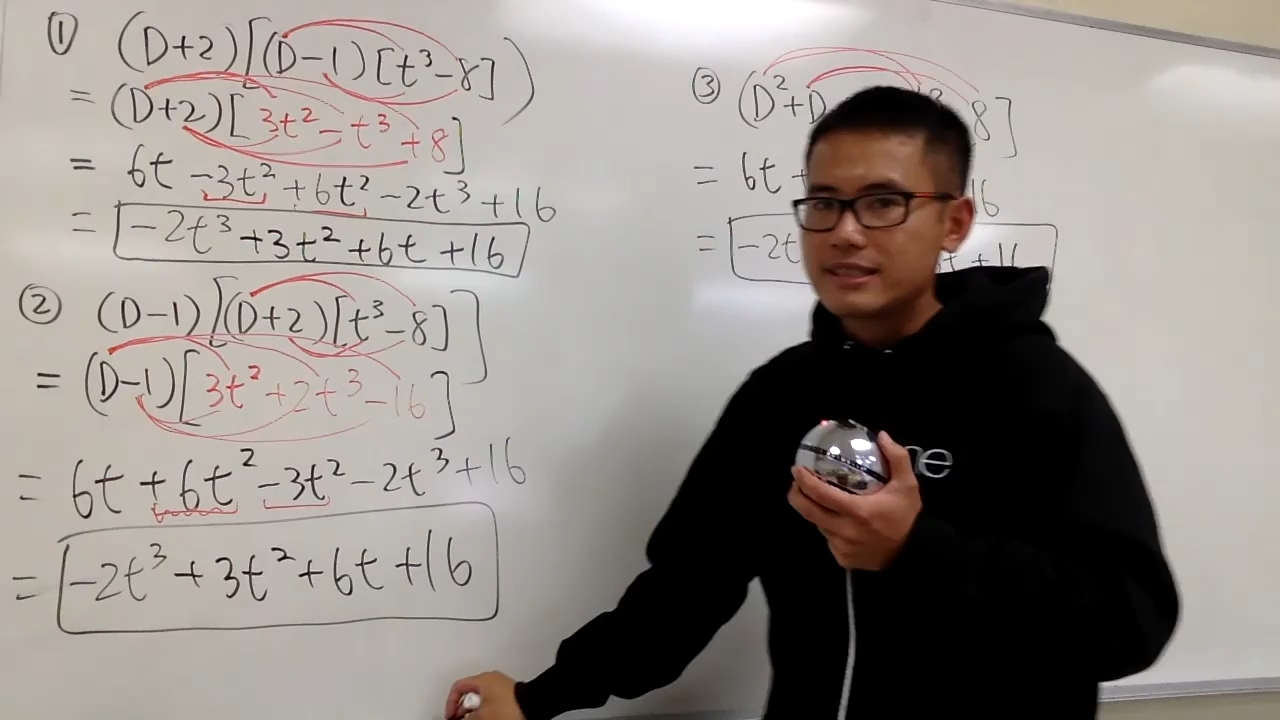 ① (D+2)[(D-1)[t³-8])
= (D+2)[3t²-t³+8]
= 6t -3t² +6t² -2t³ +16
= -2t³ +3t² +6t +16
② (D-1)[(D+2)[t³-8]]
= (D-1)[3t²+2t³-16]
= 6t +6t² -3t² -2t³ +16
= -2t³ +3t² +6t +16
③ (D²+D 8]
= 6t + 16
= -2t t +16
ne